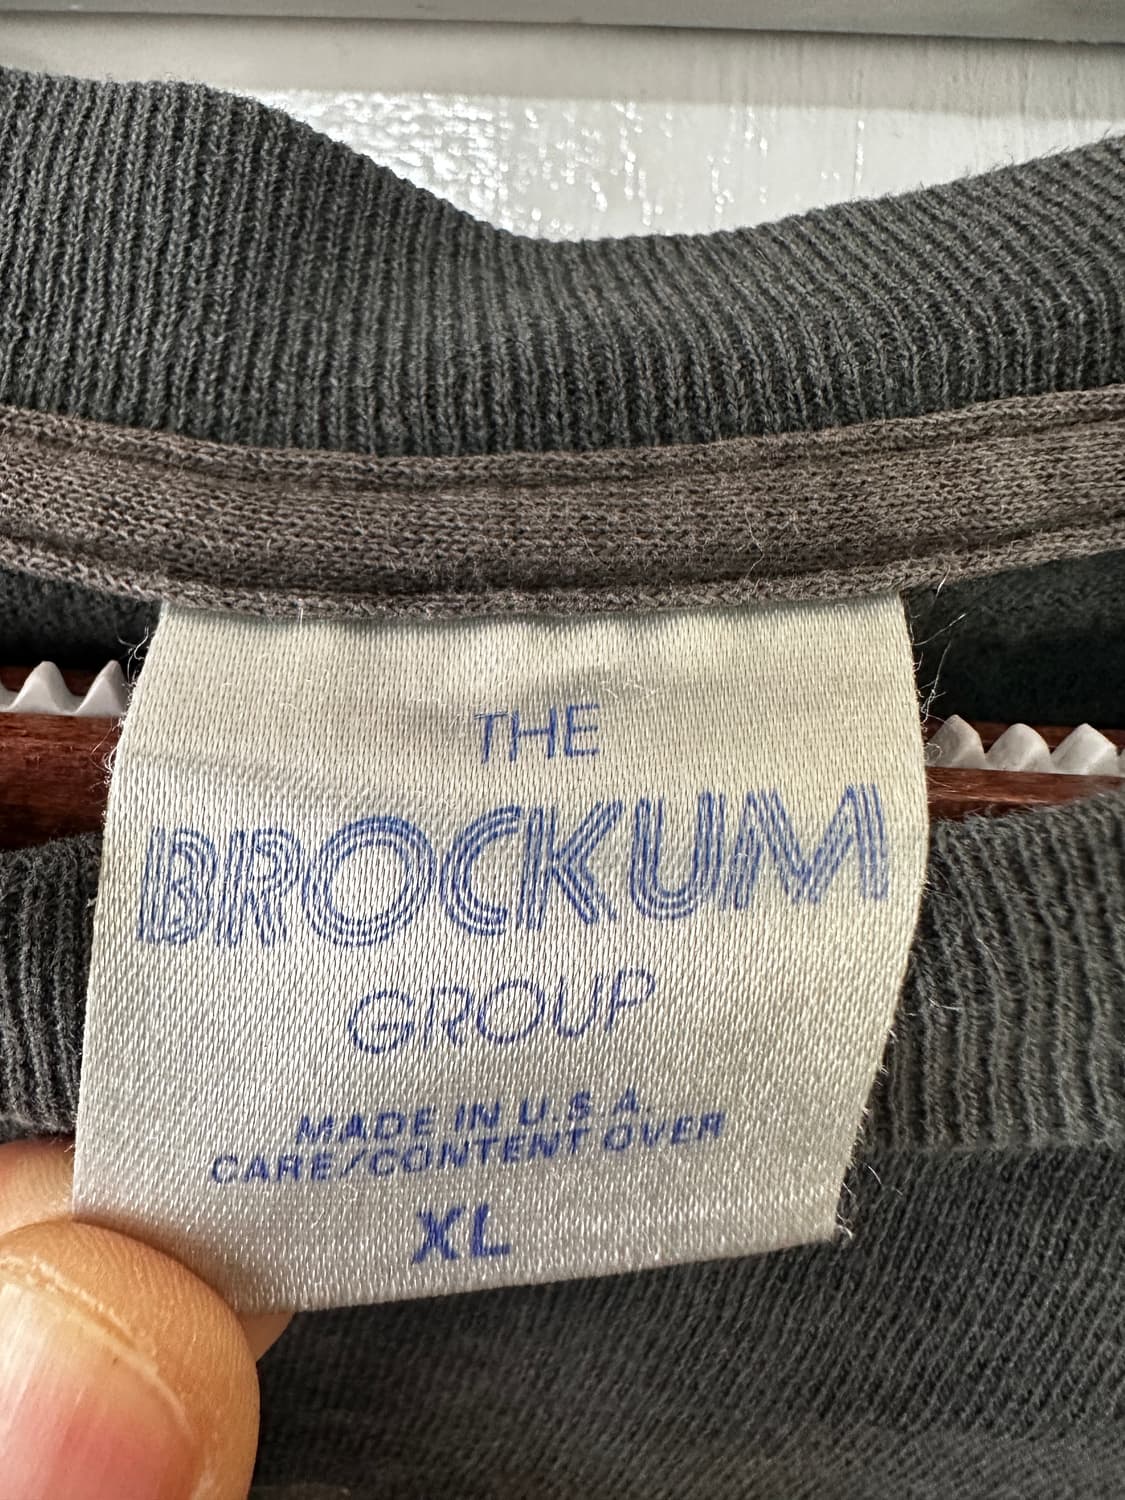 THE
BROCKUM
GROUP
MADE IN U.S.A.
CARE/CONTENT OVER
XL